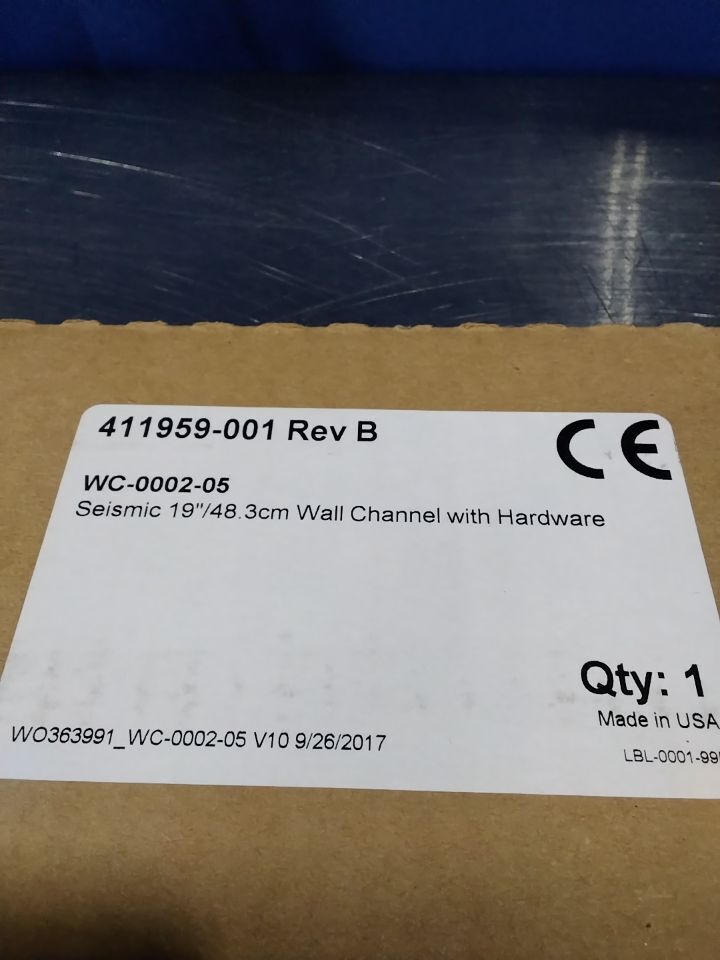 411959-001 Rev B
CE
WC-0002-05
Seismic 19"/48.3cm Wall Channel with Hardware
Qty: 1
Made in USA
WO363991_WC-0002-05 V10 9/26/2017